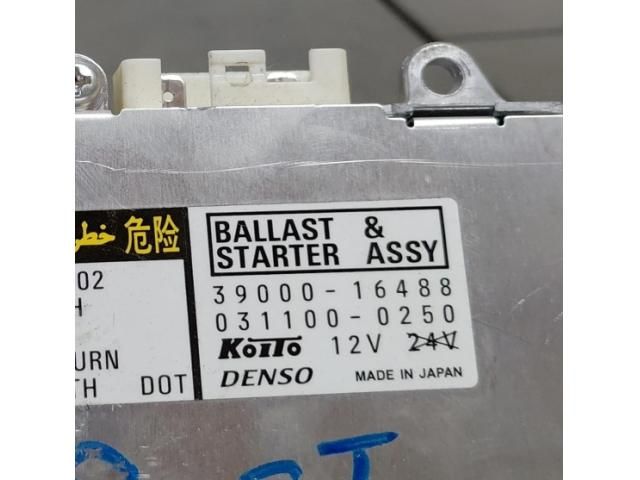 خطر 危险
02
H
URN
TH DOT
BALLAST &
STARTER ASSY
39000-16488
031100-0250
KOITO 12V 24V
DENSO MADE IN JAPAN